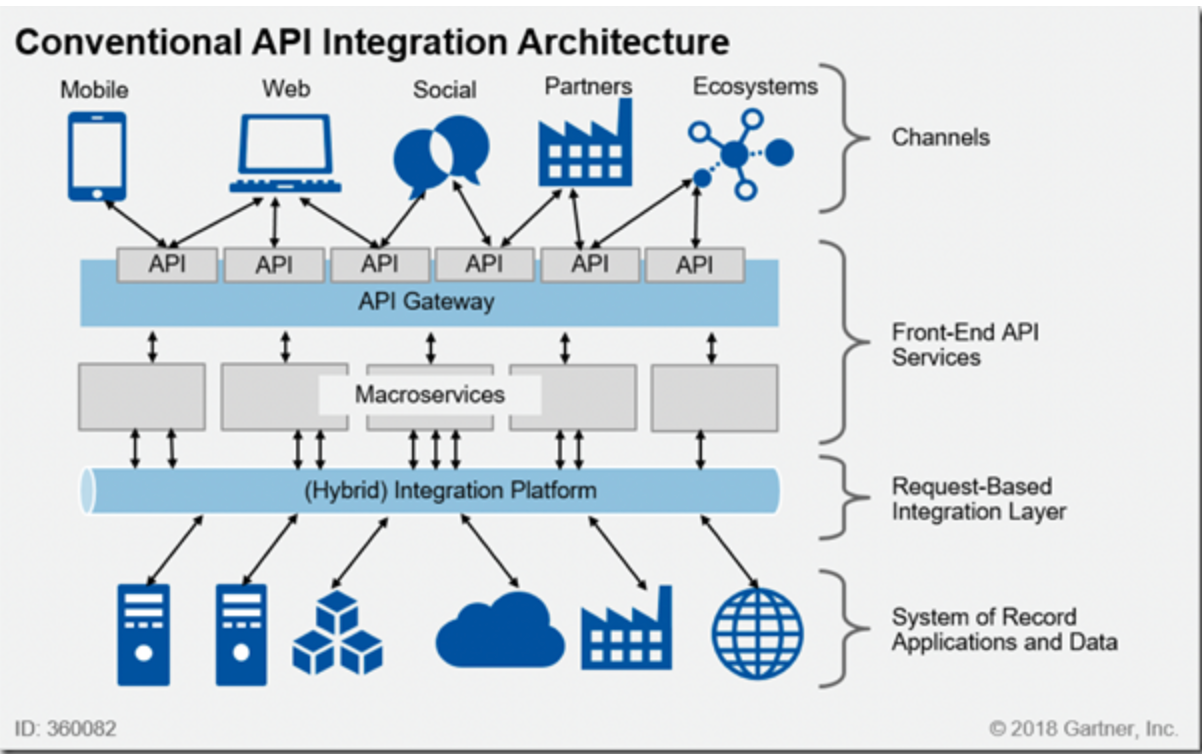 Conventional API Integration Architecture
Mobile
Web
Social
Partners
Ecosystems
Channels
API
API
API
API
API
API
API Gateway
Front-End API
Services
Macroservices
(Hybrid) Integration Platform
Request-Based
Integration Layer
System of Record
Applications and Data
ID: 360082
© 2018 Gartner, Inc.